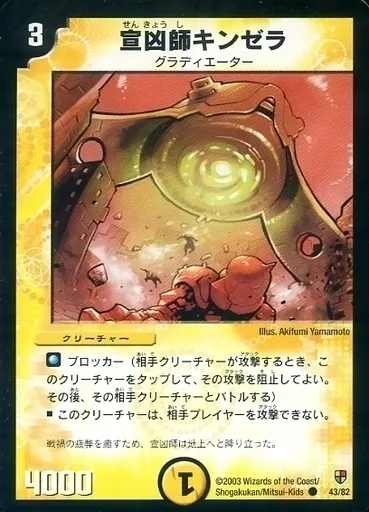 せんきょうし
3 宣凶師キンゼラ
グラディエーター
Illus. Akifumi Yamamoto
クリーチャー
ブロッカー（相手クリーチャーが攻撃するとき、こ
のクリーチャーをタップして、その攻撃を阻止してよい。
その後、その相手クリーチャーとバトルする）
■ このクリーチャーは、相手プレイヤーを攻撃できない。
戦禍の疲弊を癒すため、宣凶師は地上へと降り立った。
4000
1
©2003 Wizards of the Coast/
Shogakukan/Mitsui-Kids ● 43/82